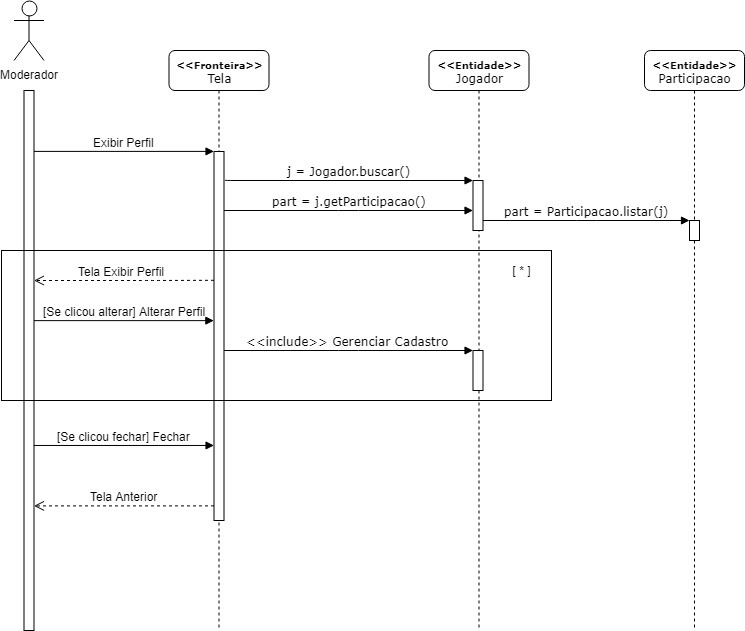 Moderador
<<Fronteira>>
Tela
<<Entidade>>
Jogador
<<Entidade>>
Participacao
Exibir Perfil
j = Jogador.buscar()
part = j.getParticipacao()
part = Participacao.listar(j)
Tela Exibir Perfil
[ * ]
[Se clicou alterar] Alterar Perfil
<<include>> Gerenciar Cadastro
[Se clicou fechar] Fechar
Tela Anterior